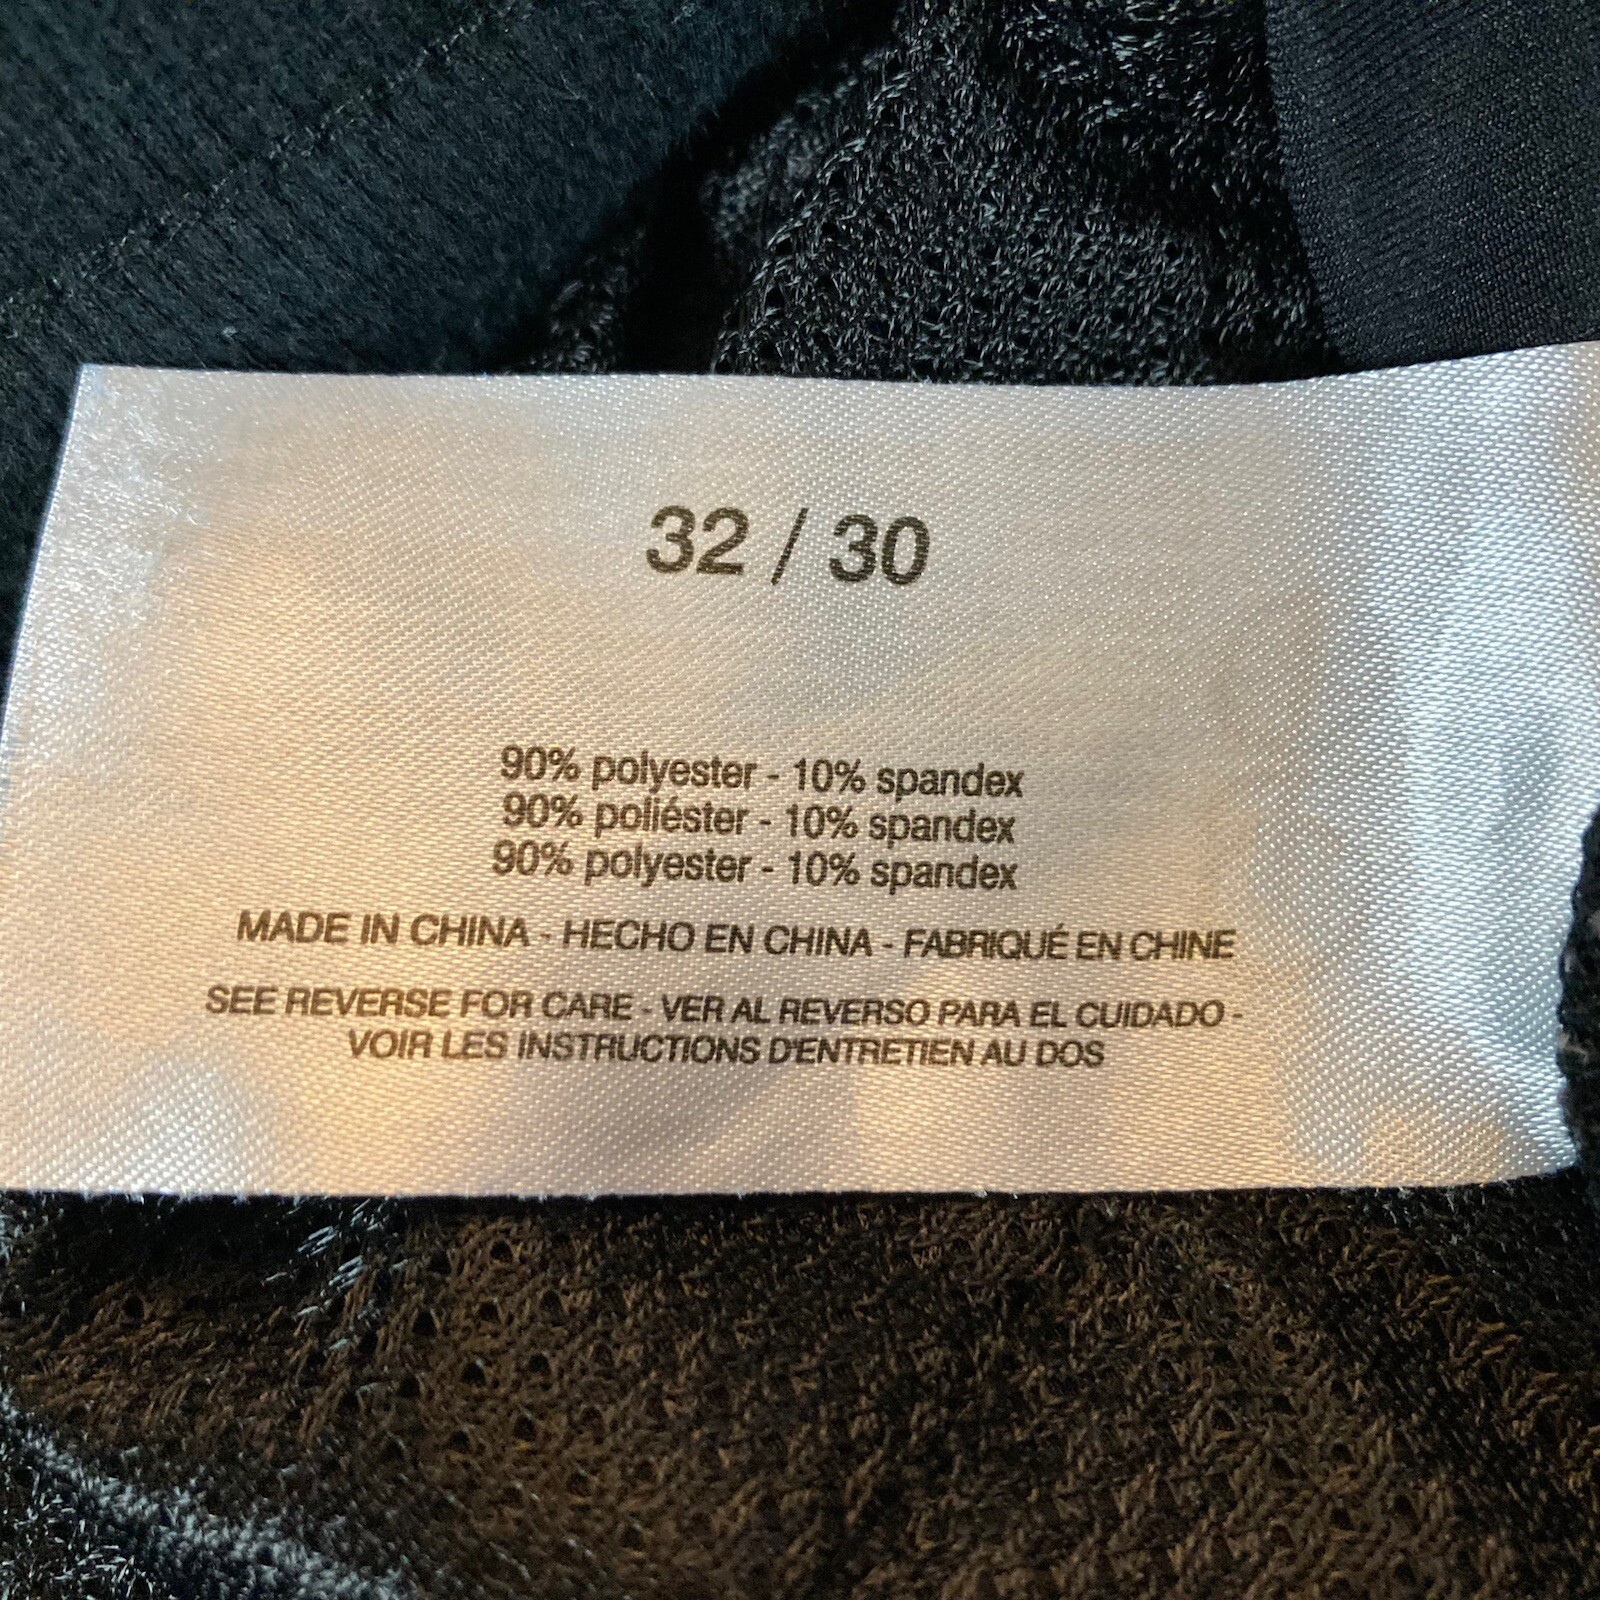 32 / 30
90% polyester - 10% spandex
90% poliéster - 10% spandex
90% polyester - 10% spandex
MADE IN CHINA - HECHO EN CHINA - FABRIQUÉ EN CHINE
SEE REVERSE FOR CARE - VER AL REVERSO PARA EL CUIDADO -
VOIR LES INSTRUCTIONS D'ENTRETIEN AU DOS